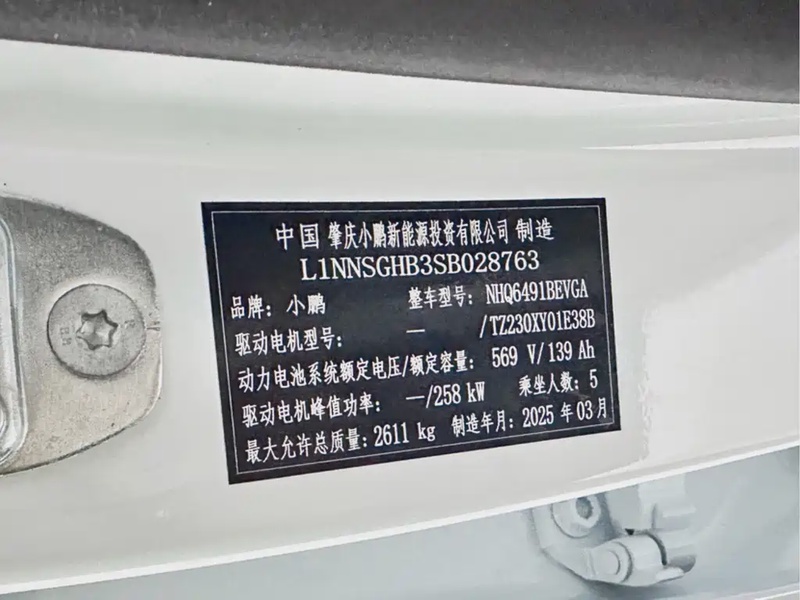 中国 肇庆小鹏新能源投资有限公司 制造
L1NNSGHB3SB028763
品牌: 小鹏 整车型号: NHQ6491BEVGA
驱动电机型号: — /TZ230XY01E38B
动力电池系统额定电压/额定容量: 569 V/139 Ah
驱动电机峰值功率: —/258 kW 乘坐人数: 5
最大允许总质量: 2611 kg 制造年月: 2025 年 03 月